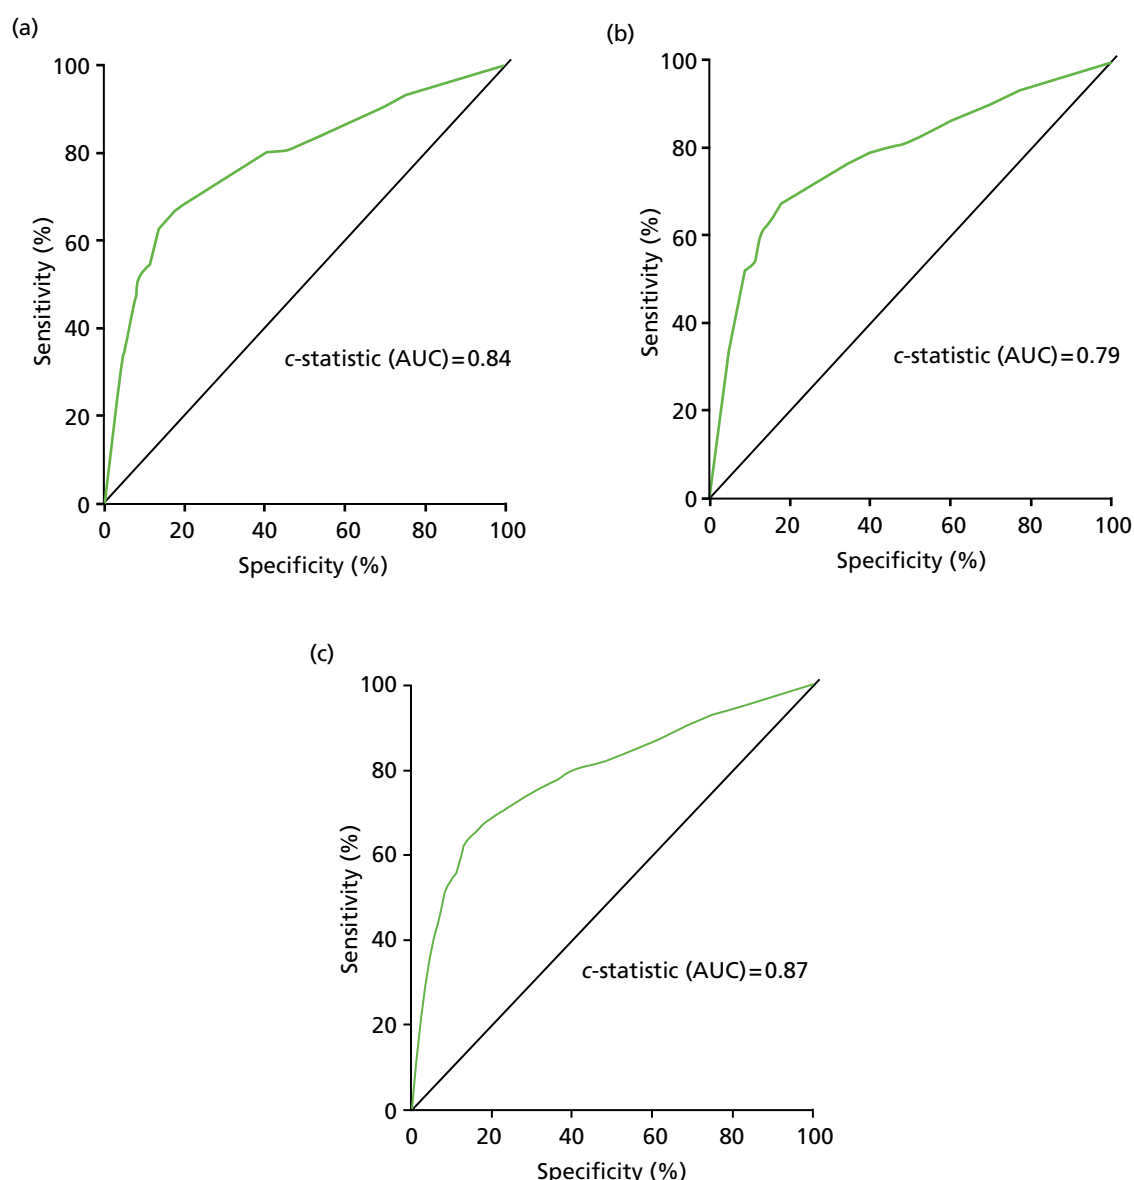 (a)
100
80
60
40
20
0
Sensitivity (%)
c-statistic (AUC)=0.84
0 20 40 60 80 100
Specificity (%)
(b)
100
80
60
40
20
0
Sensitivity (%)
c-statistic (AUC)=0.79
0 20 40 60 80 100
Specificity (%)
(c)
100
80
60
40
20
0
Sensitivity (%)
c-statistic (AUC)=0.87
0 20 40 60 80 100
Specificity (%)